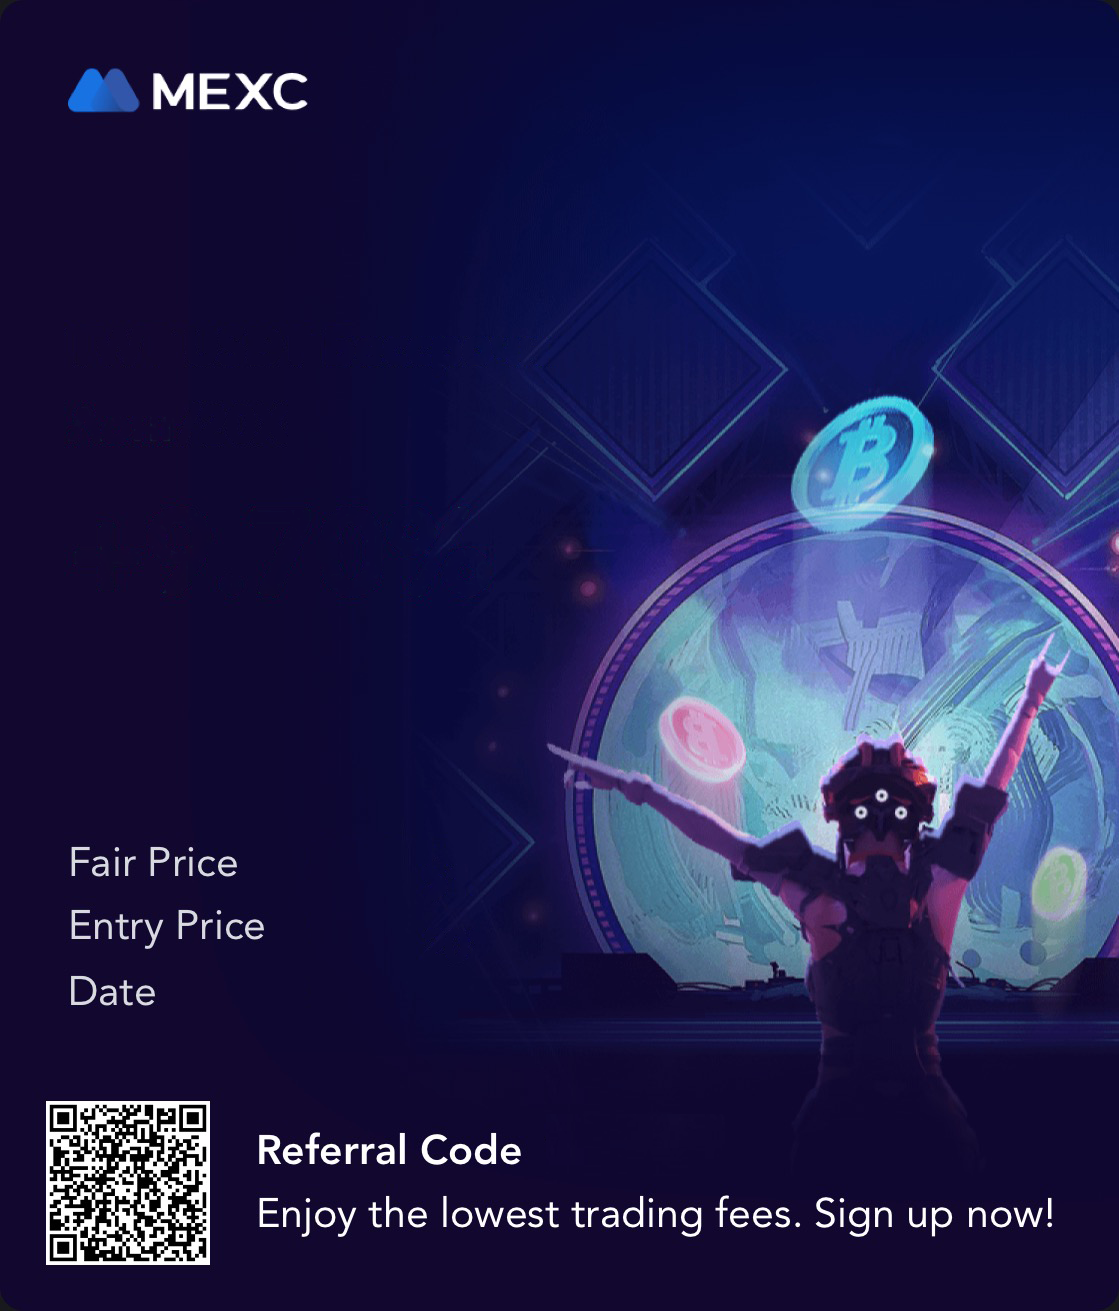 MEXC
Fair Price
Entry Price
Date
Referral Code
Enjoy the lowest trading fees. Sign up now!